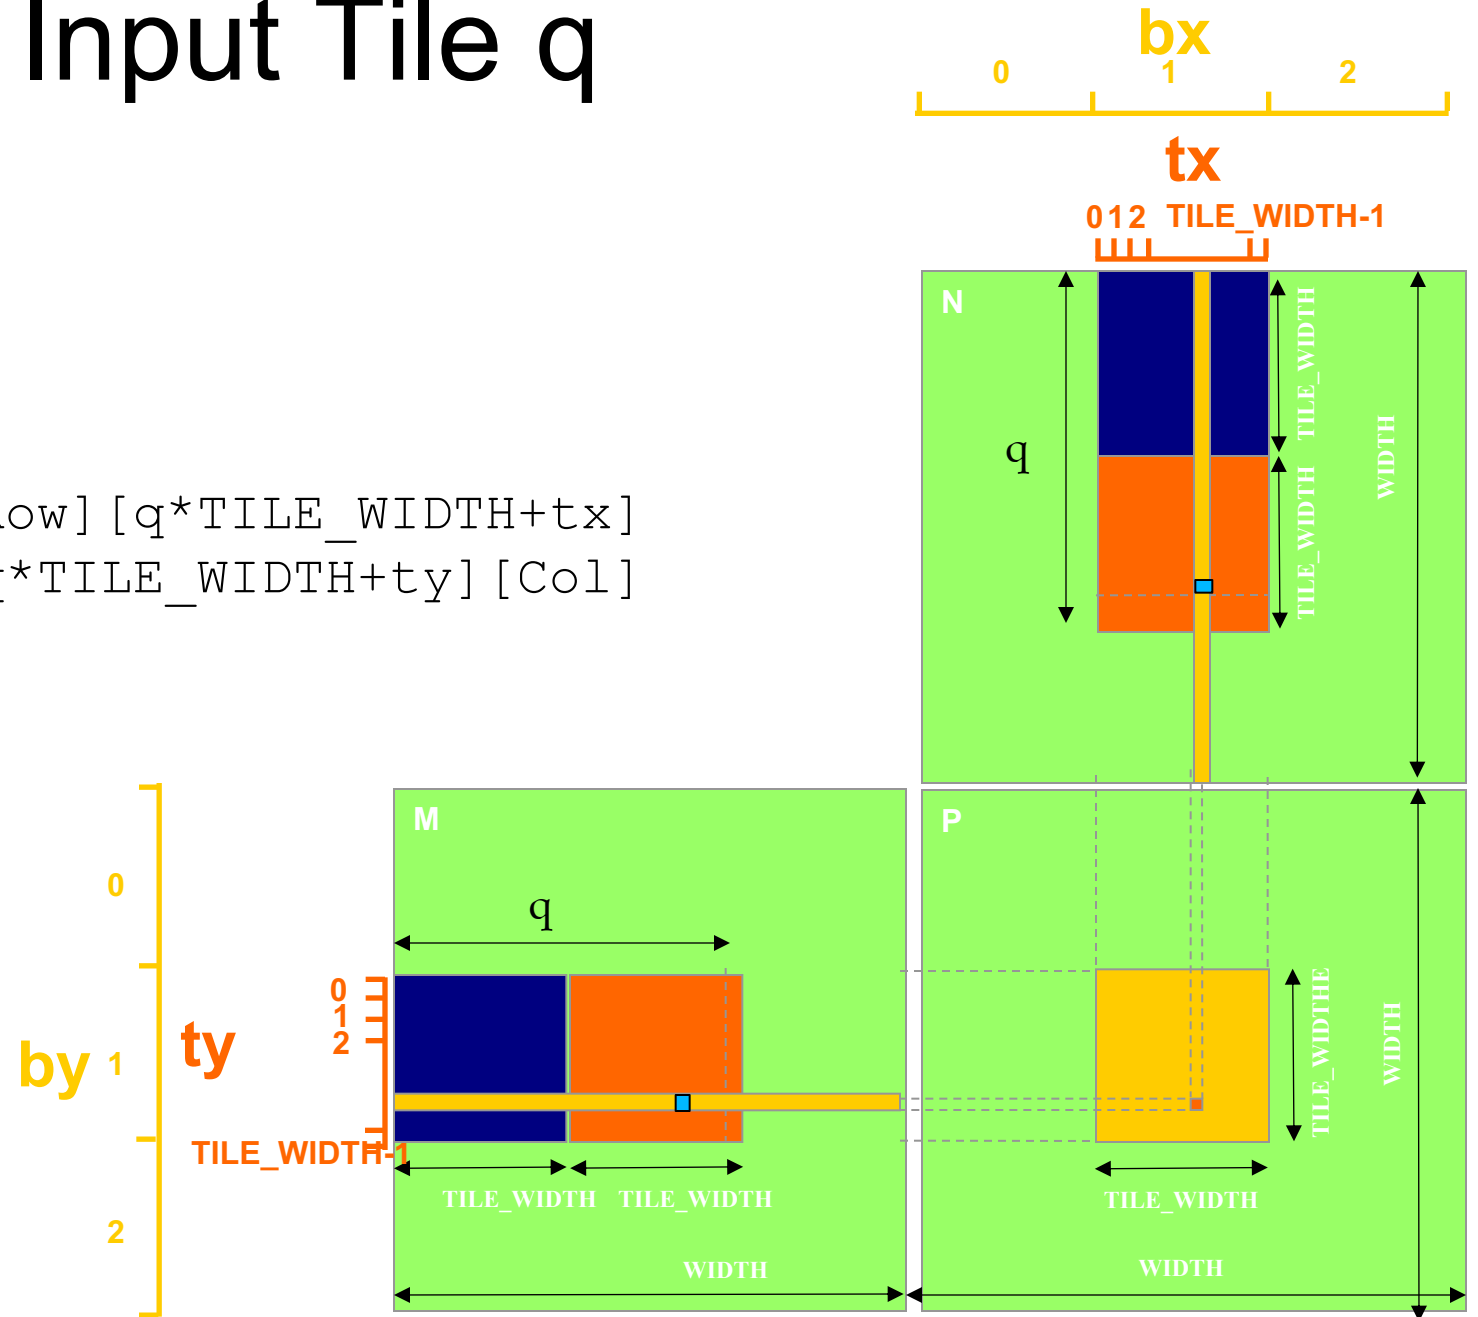 Input Tile q
bx
0 1 2
tx
0 1 2 TILE_WIDTH-1
N
TILE_WIDTH
WIDTH
q
TILE_WIDTH
ow][q*TILE_WIDTH+tx]
*TILE_WIDTH+ty][Col]
M
P
0
q
0
1
2
TILE_WIDTHE
WIDTH
by
1
ty
TILE_WIDTH-1
TILE_WIDTH TILE_WIDTH
TILE_WIDTH
2
WIDTH
WIDTH